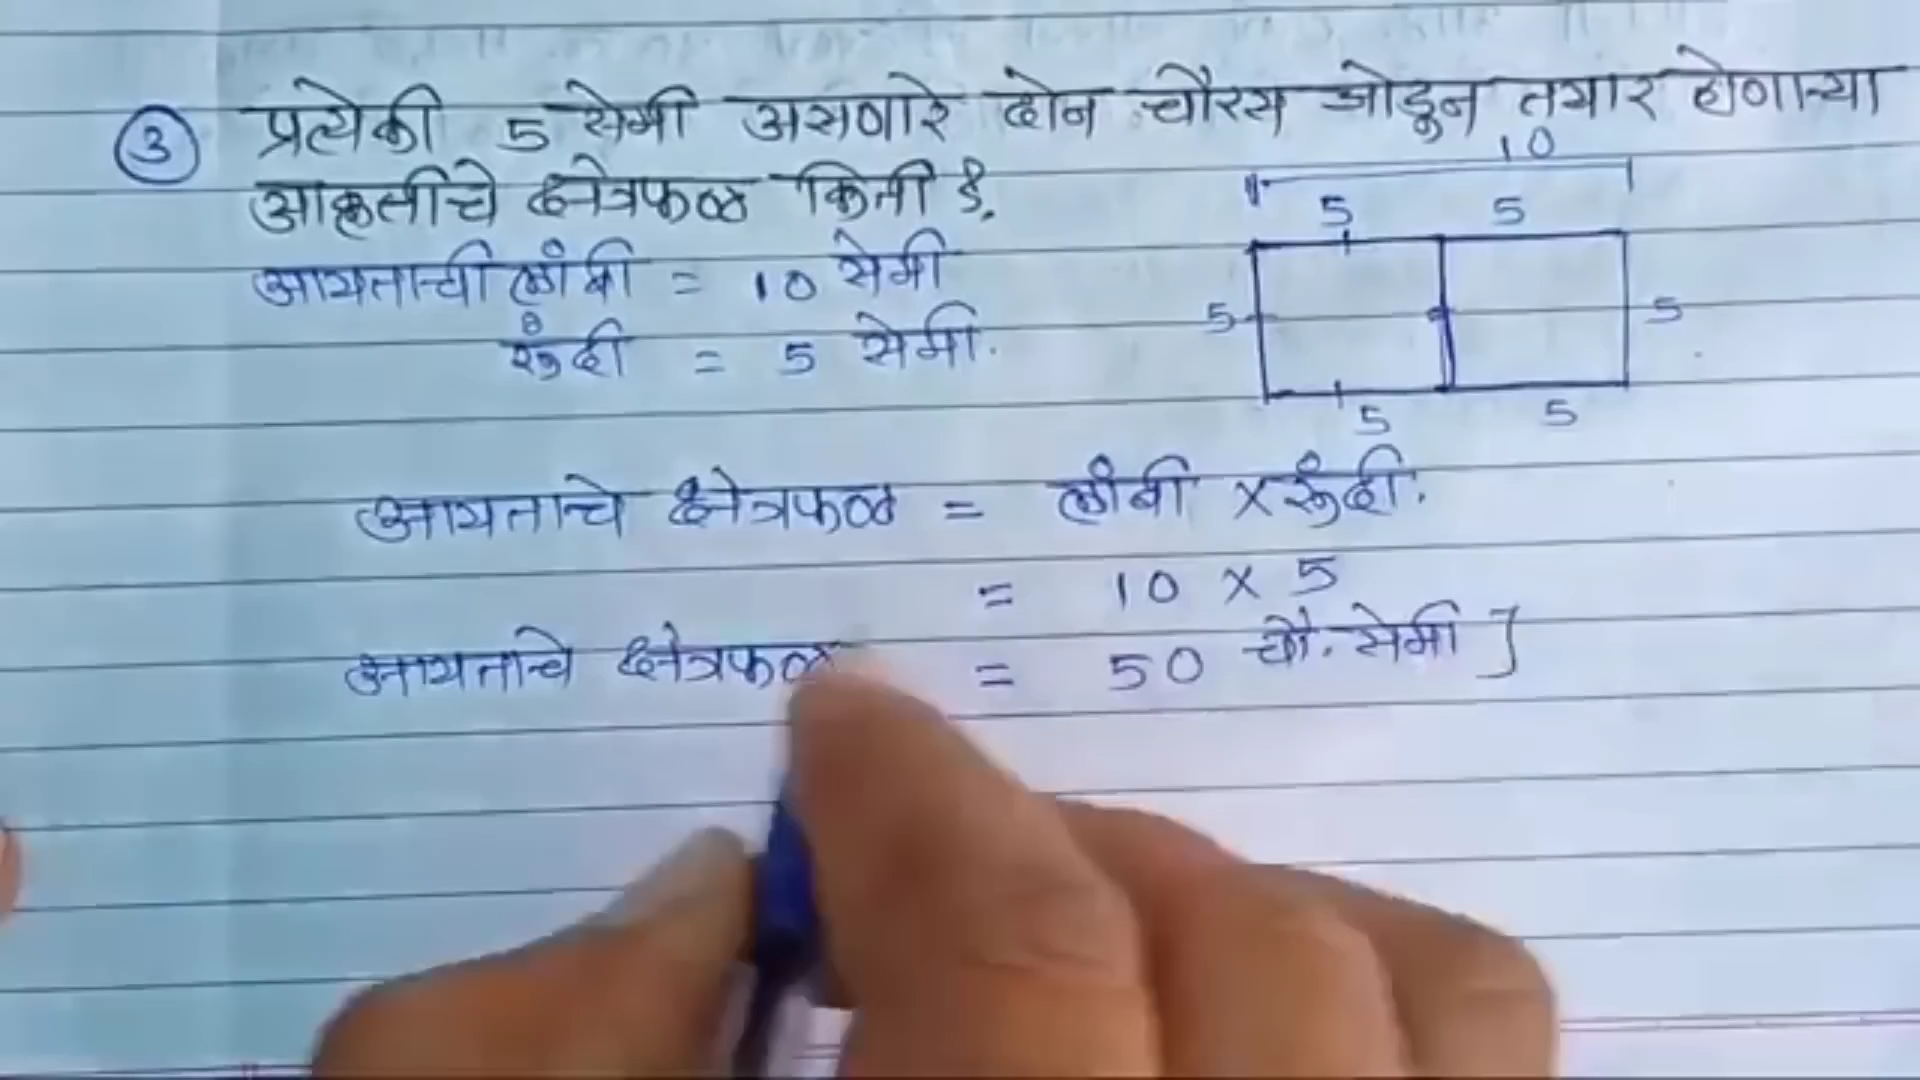 3 प्रत्येकी 5 सेमी असणारे दोन चौरस जोडून तयार होणाऱ्या
आकृतीचे क्षेत्रफळ किती ?.
10
5 5
आयताची लांबी = 10 सेमी
रुंदी = 5 सेमी.
5 5
5 5
आयताचे क्षेत्रफळ = लांबी x रुंदी.
= 10 x 5
आयताचे क्षेत्रफळ = 50 चौ. सेमी ]